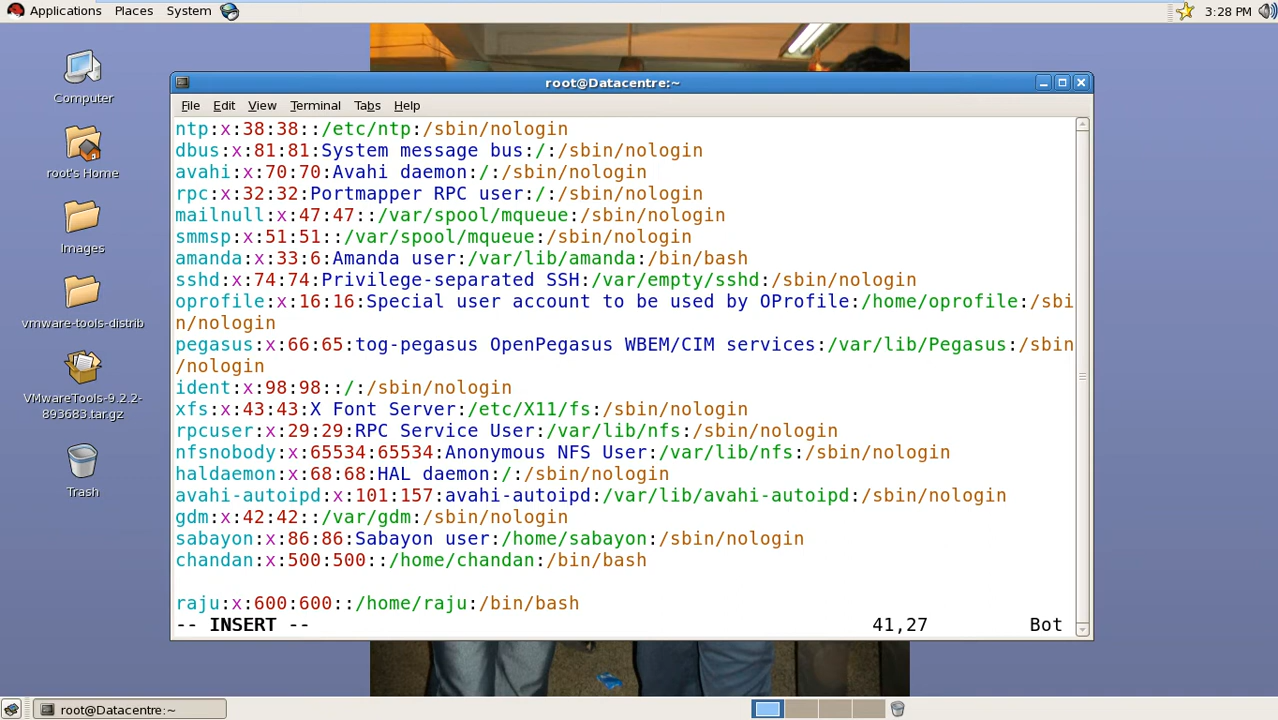 Applications Places System 3:28 PM
root@Datacentre:~
File Edit View Terminal Tabs Help
Computer
root's Home
Images
vmware-tools-distrib
VMwareTools-9.2.2-
893683.tar.gz
Trash
ntp:x:38:38::/etc/ntp:/sbin/nologin
dbus:x:81:81:System message bus:/:/sbin/nologin
avahi:x:70:70:Avahi daemon:/:/sbin/nologin
rpc:x:32:32:Portmapper RPC user:/:/sbin/nologin
mailnull:x:47:47::/var/spool/mqueue:/sbin/nologin
smmsp:x:51:51::/var/spool/mqueue:/sbin/nologin
amanda:x:33:6:Amanda user:/var/lib/amanda:/bin/bash
sshd:x:74:74:Privilege-separated SSH:/var/empty/sshd:/sbin/nologin
oprofile:x:16:16:Special user account to be used by OProfile:/home/oprofile:/sbi
n/nologin
pegasus:x:66:65:tog-pegasus OpenPegasus WBEM/CIM services:/var/lib/Pegasus:/sbin
/nologin
ident:x:98:98::/:/sbin/nologin
xfs:x:43:43:X Font Server:/etc/X11/fs:/sbin/nologin
rpcuser:x:29:29:RPC Service User:/var/lib/nfs:/sbin/nologin
nfsnobody:x:65534:65534:Anonymous NFS User:/var/lib/nfs:/sbin/nologin
haldaemon:x:68:68:HAL daemon:/:/sbin/nologin
avahi-autoipd:x:101:157:avahi-autoipd:/var/lib/avahi-autoipd:/sbin/nologin
gdm:x:42:42::/var/gdm:/sbin/nologin
sabayon:x:86:86:Sabayon user:/home/sabayon:/sbin/nologin
chandan:x:500:500::/home/chandan:/bin/bash
raju:x:600:600::/home/raju:/bin/bash
-- INSERT -- 41,27 Bot
root@Datacentre:~